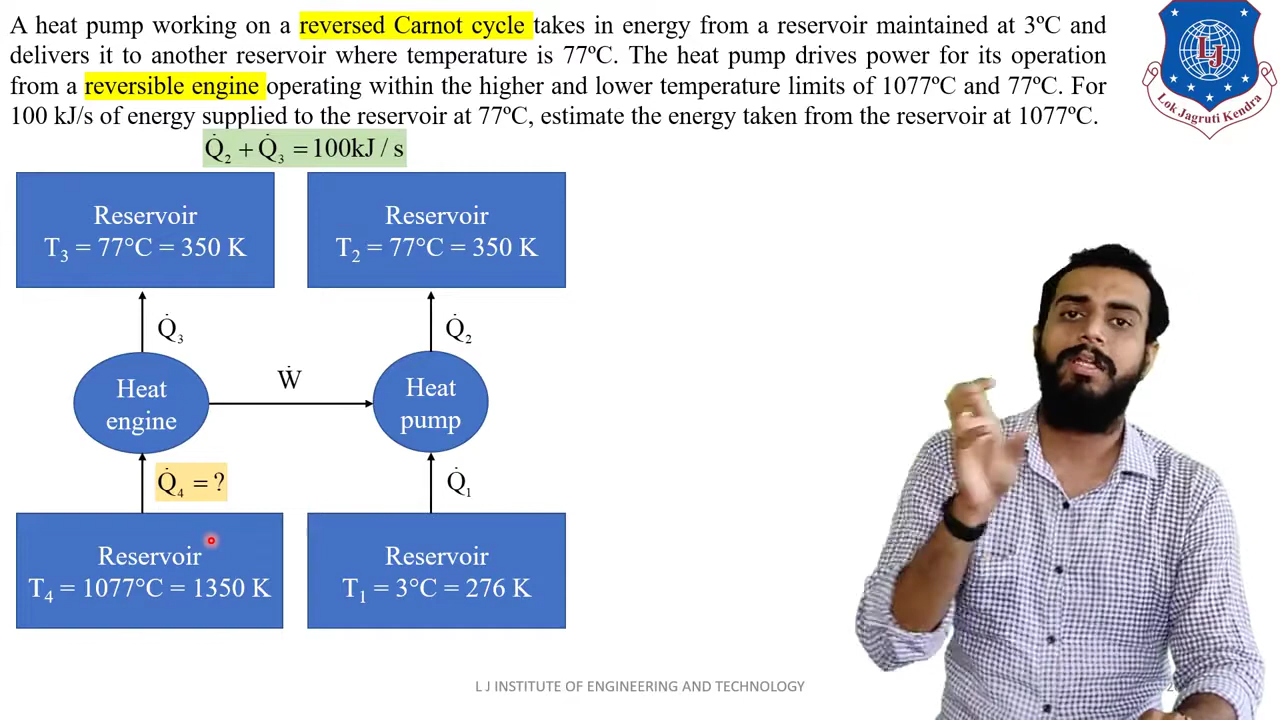 A heat pump working on a reversed Carnot cycle takes in energy from a reservoir maintained at 3ºC and
delivers it to another reservoir where temperature is 77ºC. The heat pump drives power for its operation
from a reversible engine operating within the higher and lower temperature limits of 1077ºC and 77ºC. For
100 kJ/s of energy supplied to the reservoir at 77ºC, estimate the energy taken from the reservoir at 1077ºC.
LJ
Lok Jagruti Kendra
Q̇₂ + Q̇₃ = 100kJ / s
Reservoir
T₃ = 77°C = 350 K
Reservoir
T₂ = 77°C = 350 K
Q̇₃
Q̇₂
Heat
engine
Ẇ
Heat
pump
Q̇₄ = ?
Q̇₁
Reservoir
T₄ = 1077°C = 1350 K
Reservoir
T₁ = 3°C = 276 K
L J INSTITUTE OF ENGINEERING AND TECHNOLOGY